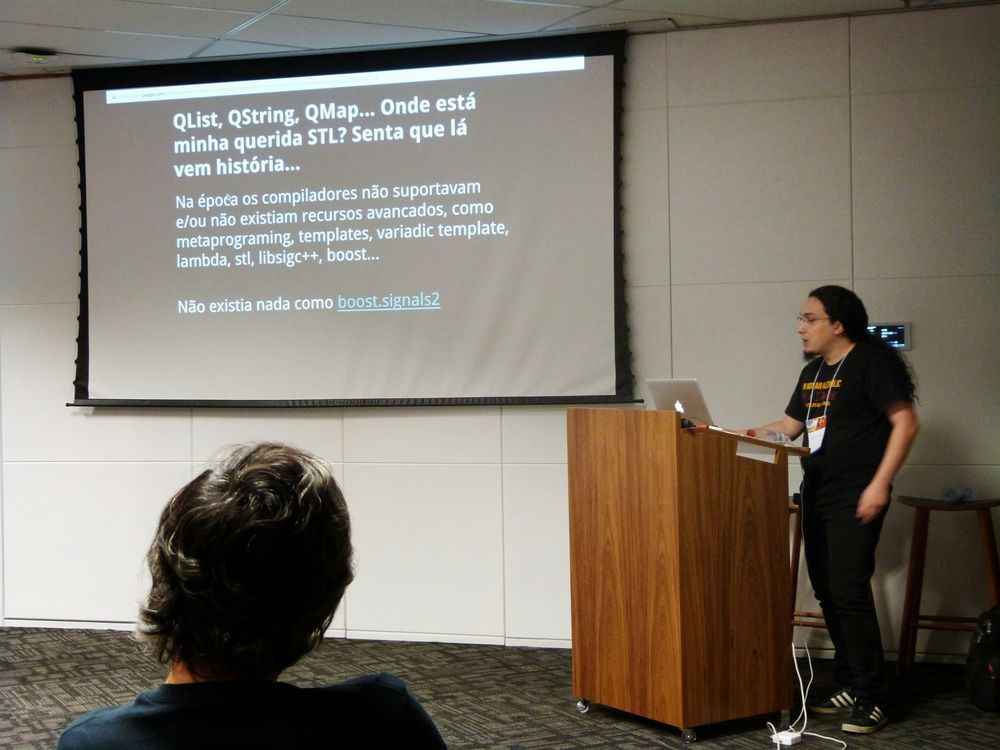 QList, QString, QMap... Onde está
minha querida STL? Senta que lá
vem história...
Na época os compiladores não suportavam
e/ou não existiam recursos avancados, como
metaprograming, templates, variadic template,
lambda, stl, libsigc++, boost...
Não existia nada como boost.signals2